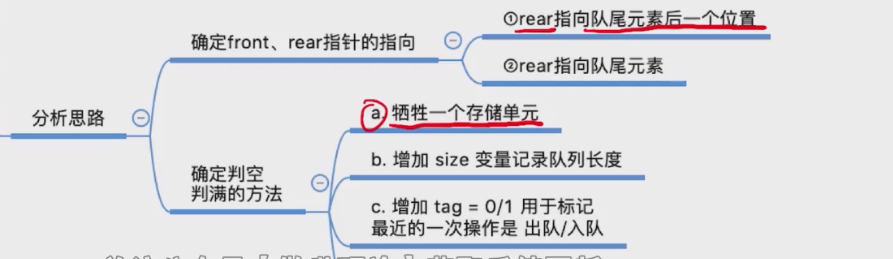 ①rear指向队尾元素后一个位置
确定front、rear指针的指向
②rear指向队尾元素
分析思路
a. 牺牲一个存储单元
b. 增加 size 变量记录队列长度
确定判空
判满的方法
c. 增加 tag = 0/1 用于标记
最近的一次操作是 出队/入队